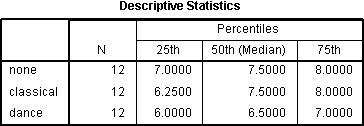 Descriptive Statistics
Percentiles
N 25th 50th (Median) 75th
none 12 7.0000 7.5000 8.0000
classical 12 6.2500 7.5000 8.0000
dance 12 6.0000 6.5000 7.0000